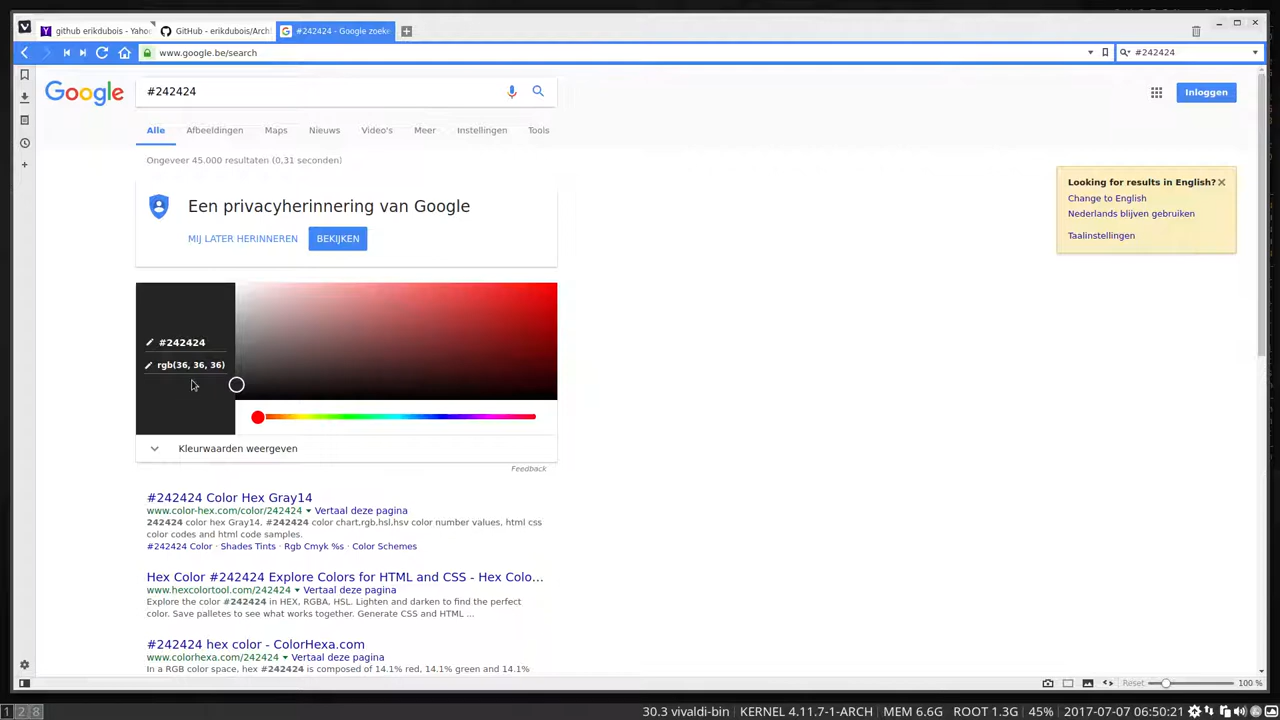 github erikdubois - Yahoo
GitHub - erikdubois/Arch
#242424 - Google zoeke
www.google.be/search
#242424
Google
#242424
Inloggen
Alle Afbeeldingen Maps Nieuws Video's Meer Instellingen Tools
Ongeveer 45.000 resultaten (0,31 seconden)
Looking for results in English?
Change to English
Nederlands blijven gebruiken
Taalinstellingen
Een privacyherinnering van Google
MIJ LATER HERINNEREN BEKIJKEN
#242424
rgb(36, 36, 36)
Kleurwaarden weergeven
Feedback
#242424 Color Hex Gray14
www.color-hex.com/color/242424 Vertaal deze pagina
242424 color hex Gray14, #242424 color chart,rgb,hsl,hsv color number values, html css
color codes and html code samples.
#242424 Color · Shades Tints · Rgb Cmyk %s · Color Schemes
Hex Color #242424 Explore Colors for HTML and CSS - Hex Colo...
www.hexcolortool.com/242424 Vertaal deze pagina
Explore the color #242424 in HEX, RGBA, HSL. Lighten and darken to find the perfect
color. Save palletes to see what works together. Generate CSS and HTML ...
#242424 hex color - ColorHexa.com
www.colorhexa.com/242424 Vertaal deze pagina
In a RGB color space, hex #242424 is composed of 14.1% red, 14.1% green and 14.1%
Reset 100 %
1 2 8 30.3 vivaldi-bin KERNEL 4.11.7-1-ARCH MEM 6.6G ROOT 1.3G 45% 2017-07-07 06:50:21